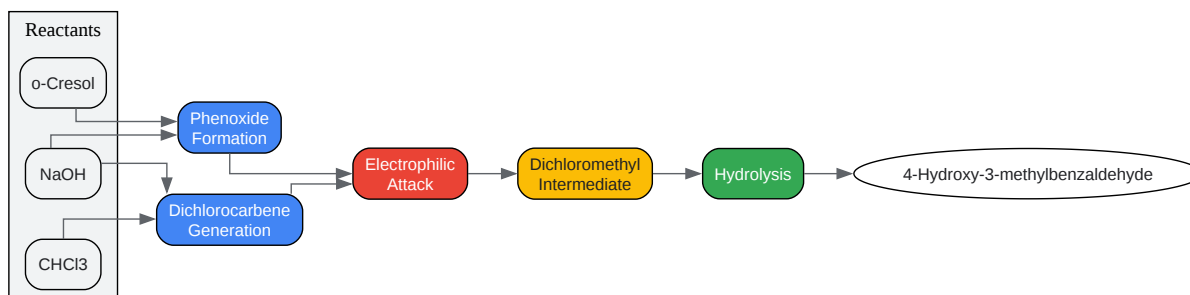 Reactants
o-Cresol
NaOH
CHCl3
Phenoxide
Formation
Dichlorocarbene
Generation
Electrophilic
Attack
Dichloromethyl
Intermediate
Hydrolysis
4-Hydroxy-3-methylbenzaldehyde